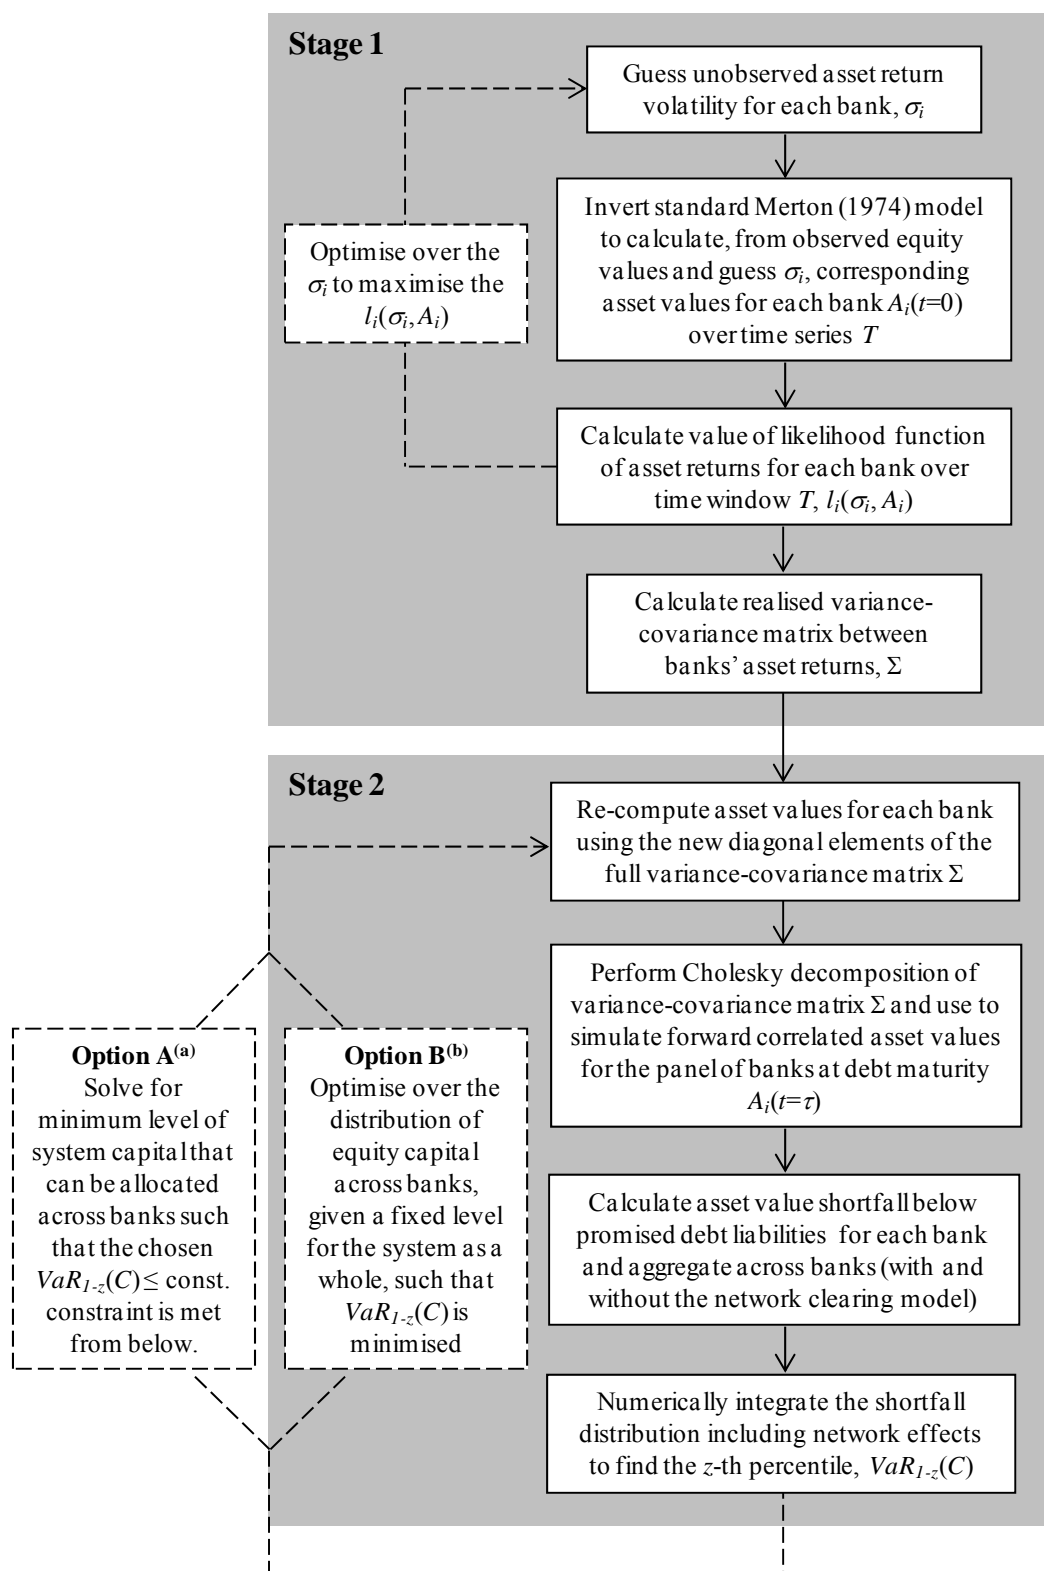 Stage 1
Guess unobserved asset return
volatility for each bank, σi
Invert standard Merton (1974) model
to calculate, from observed equity
values and guess σi, corresponding
asset values for each bank Ai(t=0)
over time series T
Optimise over the
σi to maximise the
li(σi, Ai)
Calculate value of likelihood function
of asset returns for each bank over
time window T, li(σi, Ai)
Calculate realised variance-
covariance matrix between
banks’ asset returns, Σ
Stage 2
Re-compute asset values for each bank
using the new diagonal elements of the
full variance-covariance matrix Σ
Perform Cholesky decomposition of
variance-covariance matrix Σ and use to
simulate forward correlated asset values
for the panel of banks at debt maturity
Ai(t=τ)
Option A(a)
Solve for
minimum level of
system capital that
can be allocated
across banks such
that the chosen
VaR1-z(C) ≤ const.
constraint is met
from below.
Option B(b)
Optimise over the
distribution of
equity capital
across banks,
given a fixed level
for the system as a
whole, such that
VaR1-z(C) is
minimised
Calculate asset value shortfall below
promised debt liabilities for each bank
and aggregate across banks (with and
without the network clearing model)
Numerically integrate the shortfall
distribution including network effects
to find the z-th percentile, VaR1-z(C)